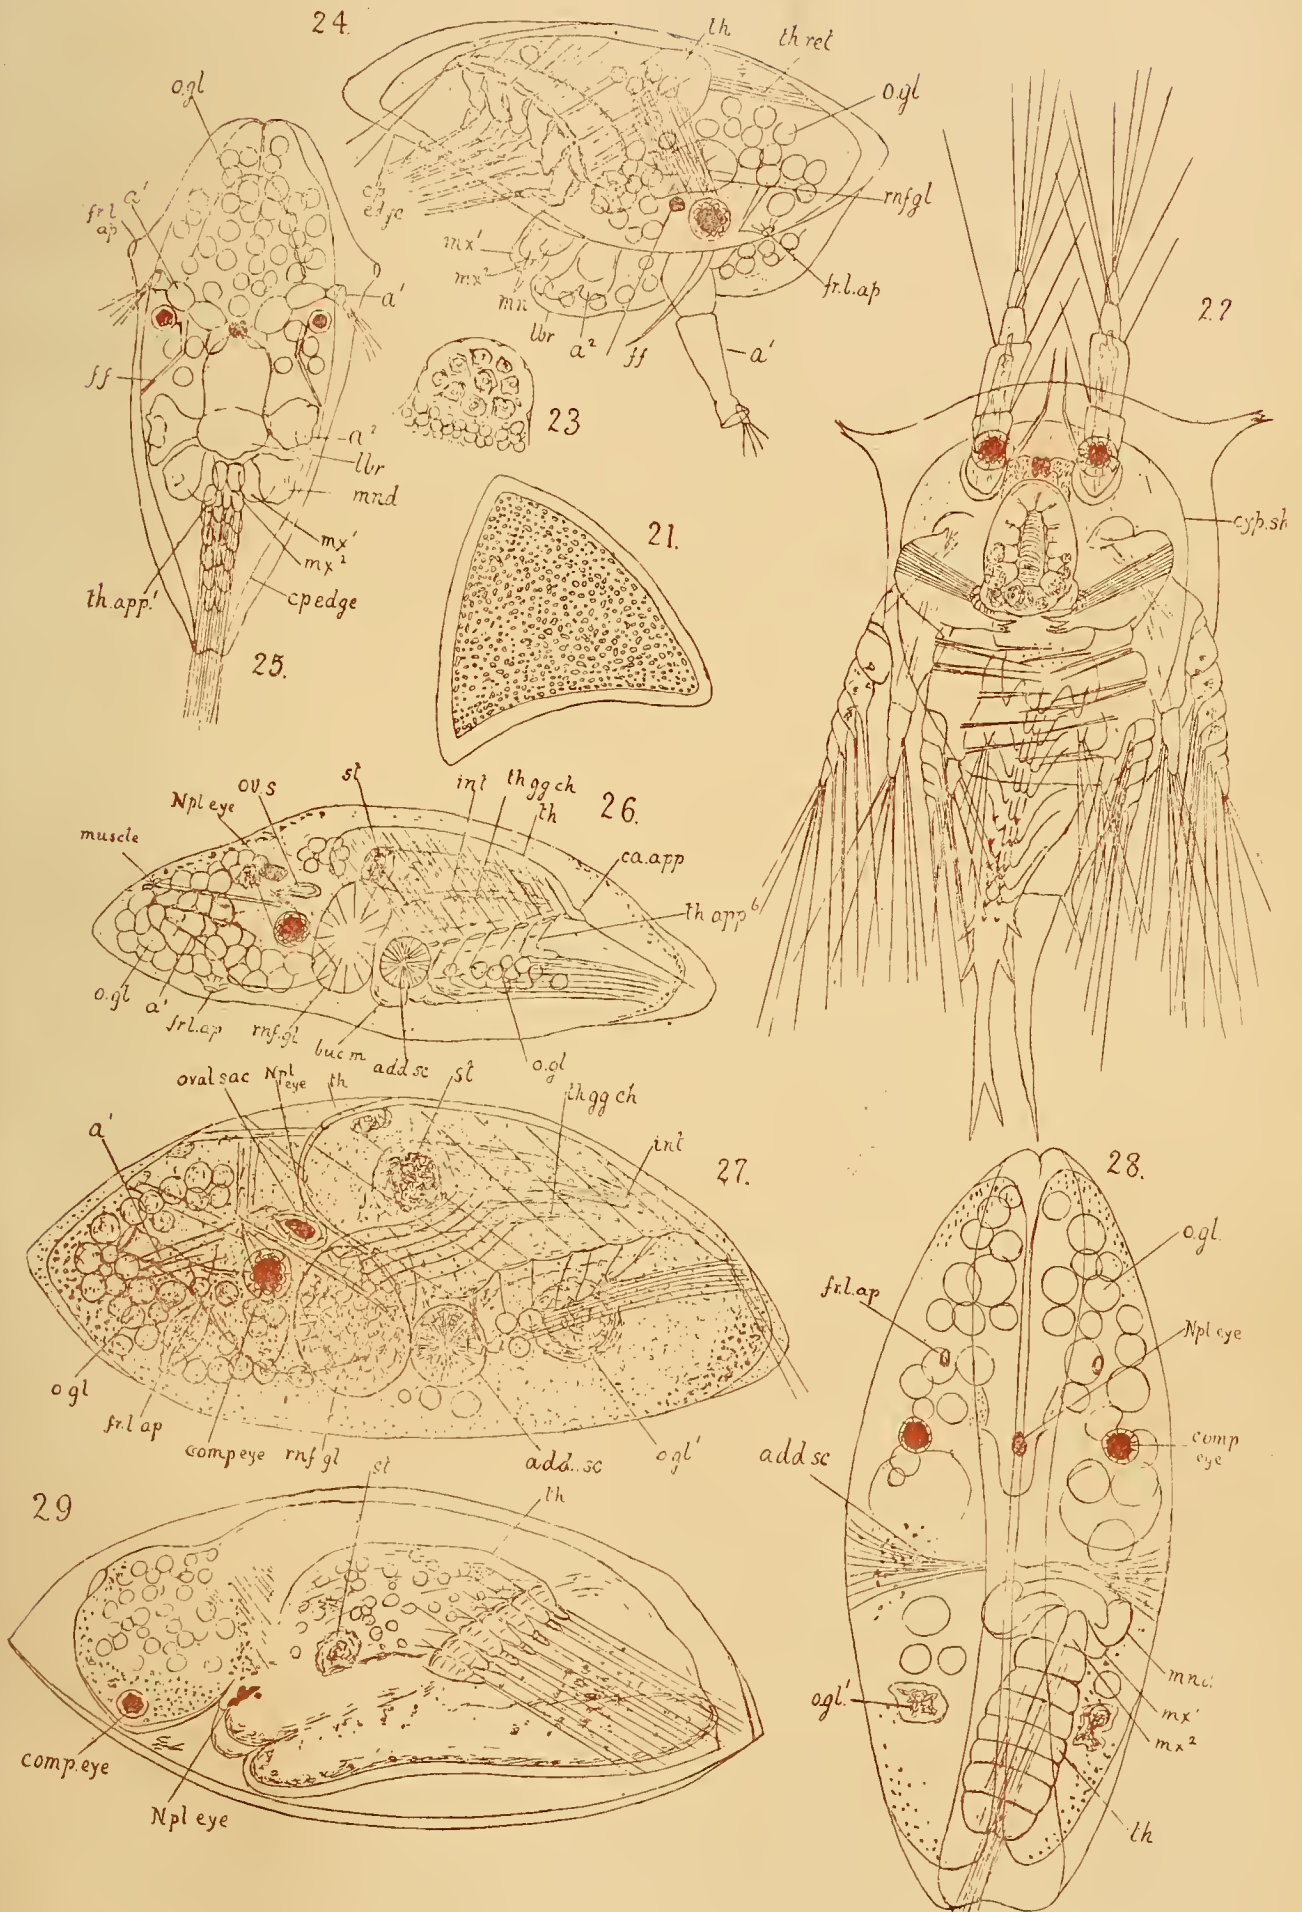 24.
th
th ret
o.gl
rnf gl
fr.l.ap
a'
ff
a²
lbr
mn
mx²
mx'
edge
o.gl
a'
fr.l
ap
a'
ff
a²
lbr
mnd
mx'
mx²
cp edge
th.app.'
25.
23
21.
22
cyp.sh
26.
Npl eye
ov.s
st
int
th gg ch
th
muscle
ca.app
th app⁶
o.gl
a'
fr.l.ap
rnf.gl
buc m
add sc
o.gl
27.
oval sac
Npl
eye
th
st
th gg ch
int
a'
o gl
fr.l ap
comp eye
rnf gl
add. sc
o gl'
28.
o.gl.
fr.l.ap
Npl eye
comp
eye
add sc
o.gl'.
mnd.
mx'
mx²
th
29
st
th
comp.eye
Npl eye